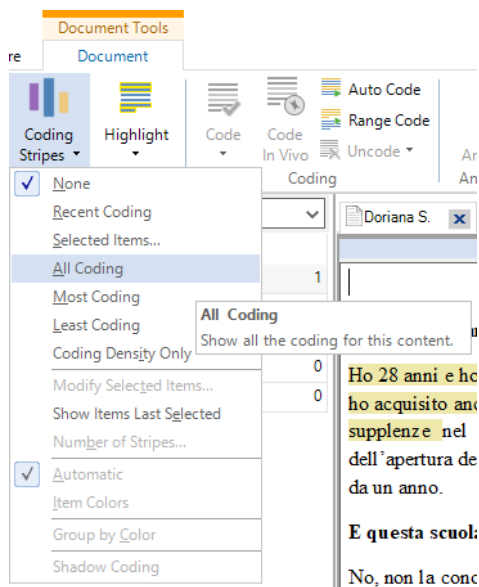 Document Tools
re
Document
Coding
Stripes
Highlight
Code
Code
In Vivo
Auto Code
Range Code
Uncode
Coding
An
An
None
Recent Coding
Selected Items...
All Coding
Most Coding
Least Coding
Coding Density Only
Modify Selected Items...
Show Items Last Selected
Number of Stripes...
Automatic
Item Colors
Group by Color
Shadow Coding
1
0
0
All Coding
Show all the coding for this content.
Doriana S.
Ho 28 anni e ho
ho acquisito anc
supplenze nel
dell'apertura de
da un anno.
E questa scuola
No, non la conc